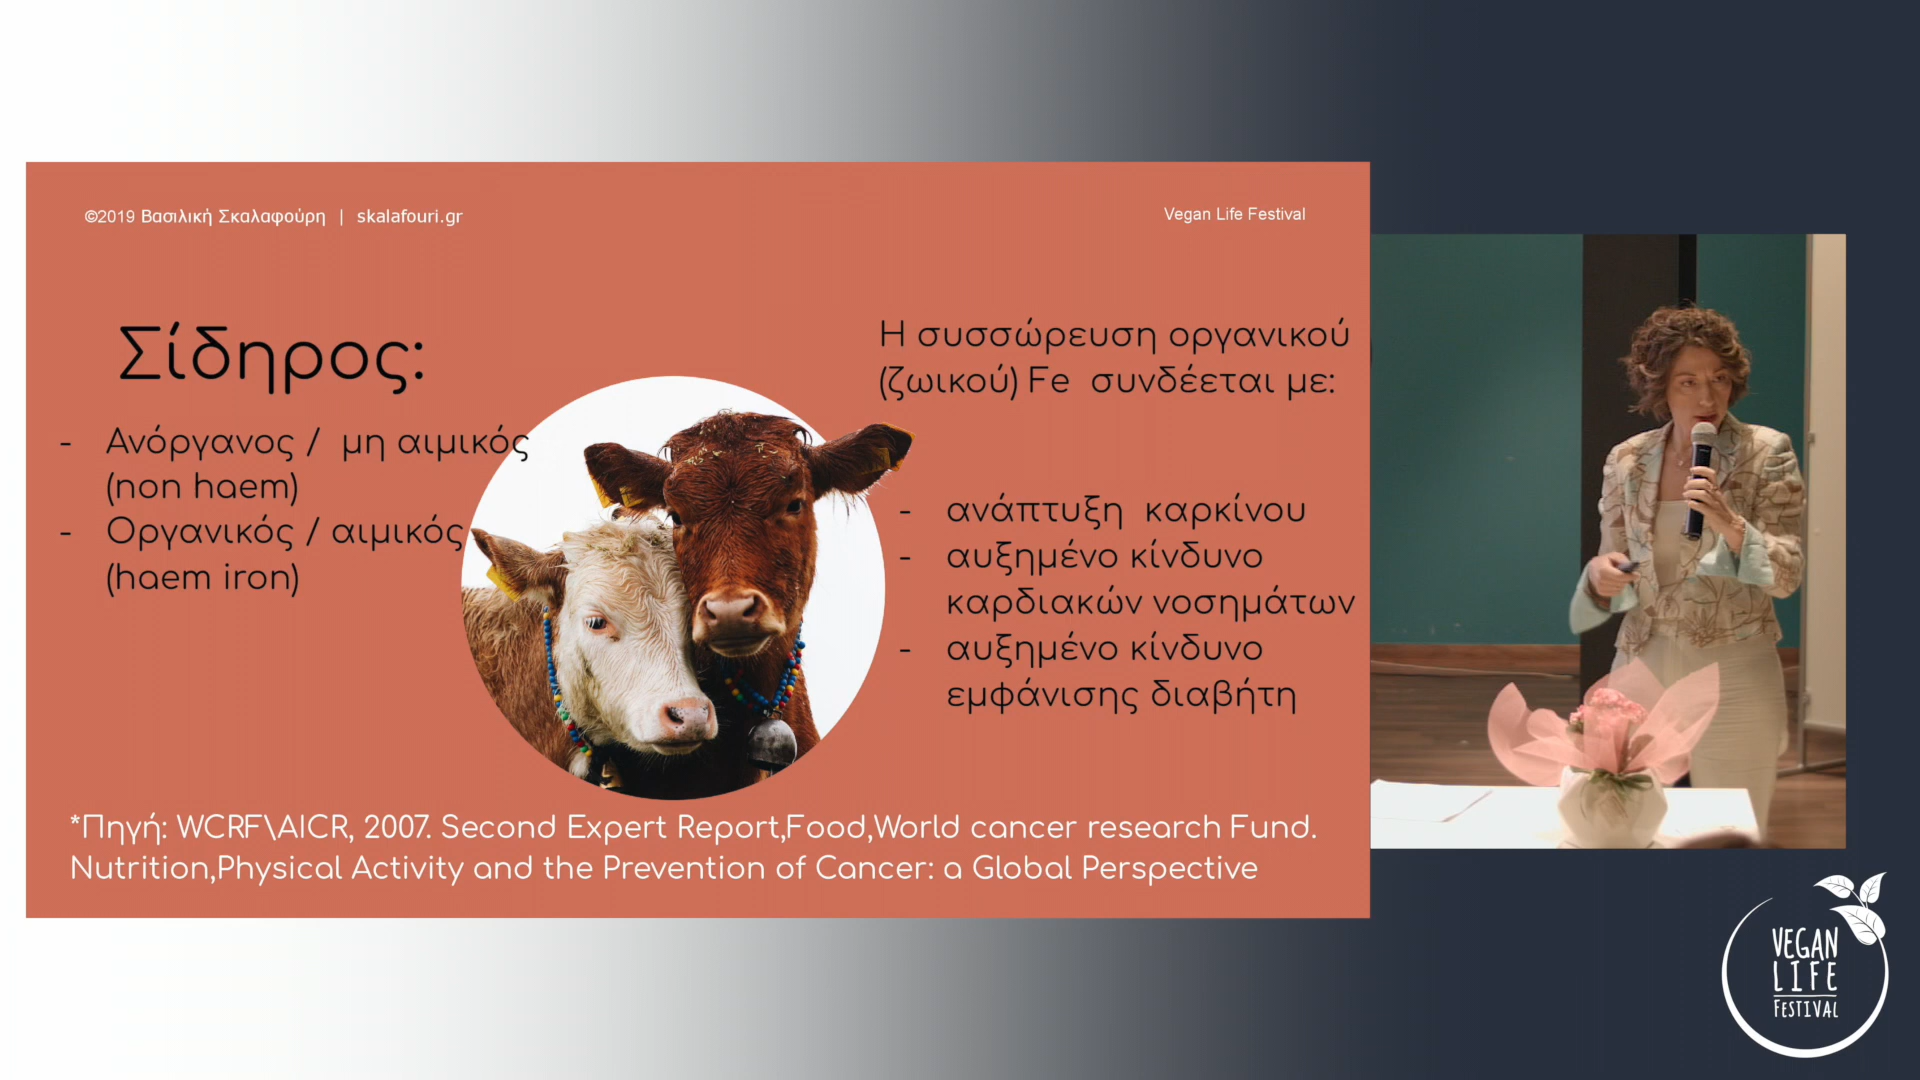 ©2019 Βασιλική Σκαλαφούρη | skalafouri.gr
Vegan Life Festival
Σίδηρος:
- Ανόργανος / μη αιμικός
(non haem)
- Οργανικός / αιμικός
(haem iron)
Η συσσώρευση οργανικού
(ζωικού) Fe συνδέεται με:
- ανάπτυξη καρκίνου
- αυξημένο κίνδυνο
καρδιακών νοσημάτων
- αυξημένο κίνδυνο
εμφάνισης διαβήτη
*Πηγή: WCRF\AICR, 2007. Second Expert Report,Food,World cancer research Fund.
Nutrition,Physical Activity and the Prevention of Cancer: a Global Perspective
VEGAN
LIFE
FESTIVAL